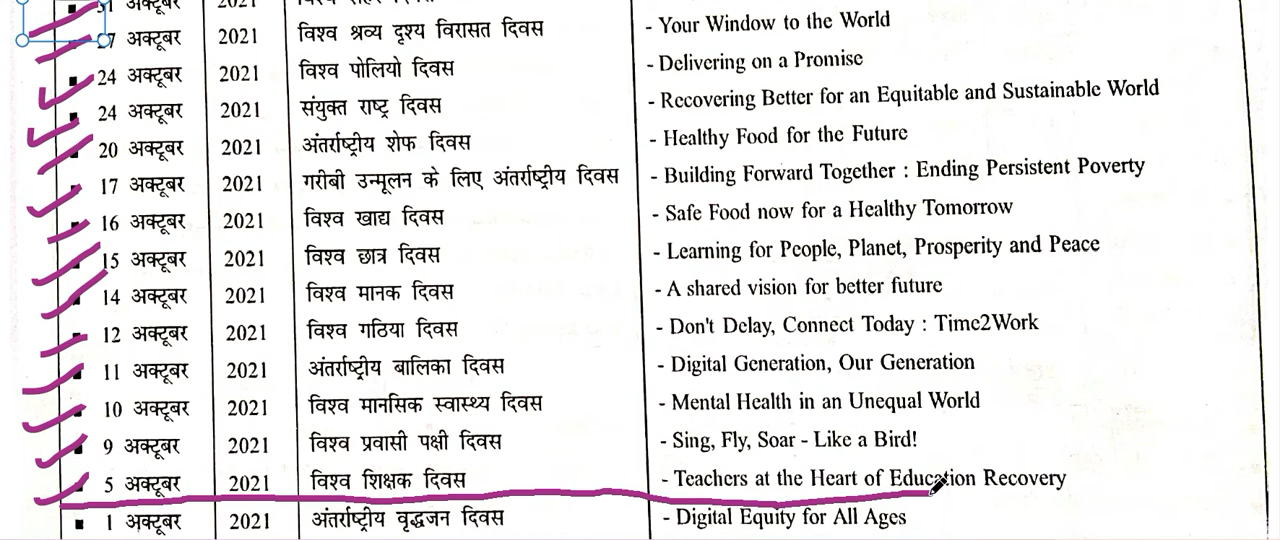 31 अक्टूबर 2021
27 अक्टूबर 2021 विश्व श्रव्य दृश्य विरासत दिवस - Your Window to the World
24 अक्टूबर 2021 विश्व पोलियो दिवस - Delivering on a Promise
24 अक्टूबर 2021 संयुक्त राष्ट्र दिवस - Recovering Better for an Equitable and Sustainable World
20 अक्टूबर 2021 अंतर्राष्ट्रीय शेफ दिवस - Healthy Food for the Future
17 अक्टूबर 2021 गरीबी उन्मूलन के लिए अंतर्राष्ट्रीय दिवस - Building Forward Together : Ending Persistent Poverty
16 अक्टूबर 2021 विश्व खाद्य दिवस - Safe Food now for a Healthy Tomorrow
15 अक्टूबर 2021 विश्व छात्र दिवस - Learning for People, Planet, Prosperity and Peace
14 अक्टूबर 2021 विश्व मानक दिवस - A shared vision for better future
12 अक्टूबर 2021 विश्व गठिया दिवस - Don't Delay, Connect Today : Time2Work
11 अक्टूबर 2021 अंतर्राष्ट्रीय बालिका दिवस - Digital Generation, Our Generation
10 अक्टूबर 2021 विश्व मानसिक स्वास्थ्य दिवस - Mental Health in an Unequal World
9 अक्टूबर 2021 विश्व प्रवासी पक्षी दिवस - Sing, Fly, Soar - Like a Bird!
5 अक्टूबर 2021 विश्व शिक्षक दिवस - Teachers at the Heart of Education Recovery
1 अक्टूबर 2021 अंतर्राष्ट्रीय वृद्धजन दिवस - Digital Equity for All Ages